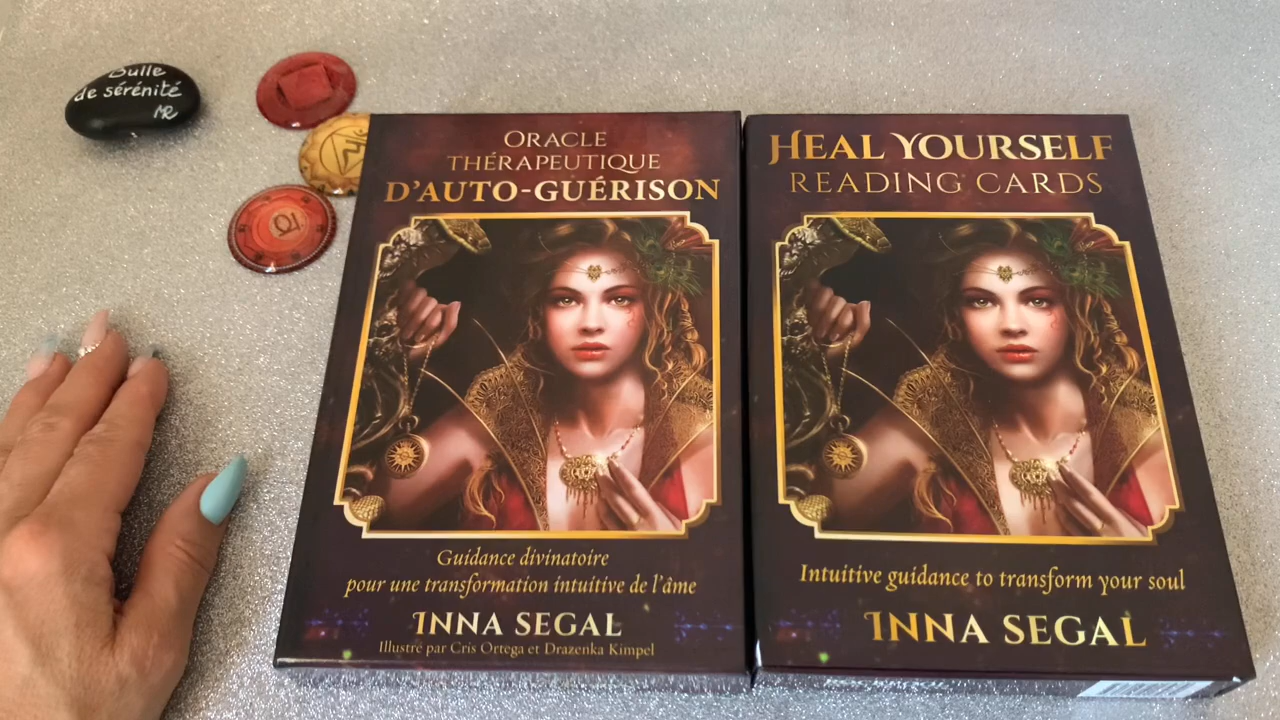 Bulle
de sérénité
MR
ORACLE
THÉRAPEUTIQUE
D'AUTO-GUÉRISON
Guidance divinatoire
pour une transformation intuitive de l'âme
INNA SEGAL
Illustré par Cris Ortega et Drazenka Kimpel
HEAL YOURSELF
READING CARDS
Intuitive guidance to transform your soul
INNA SEGAL